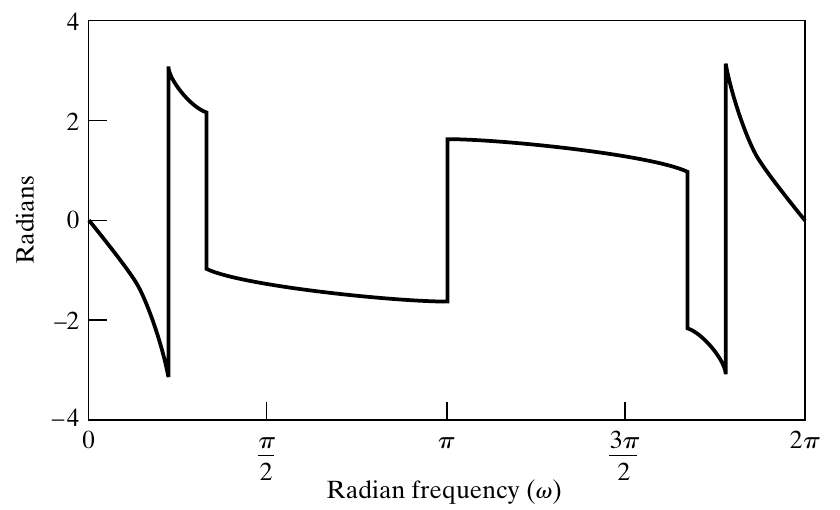 4
2
0
−2
−4
Radians
0
π/2
π
3π/2
2π
Radian frequency (ω)